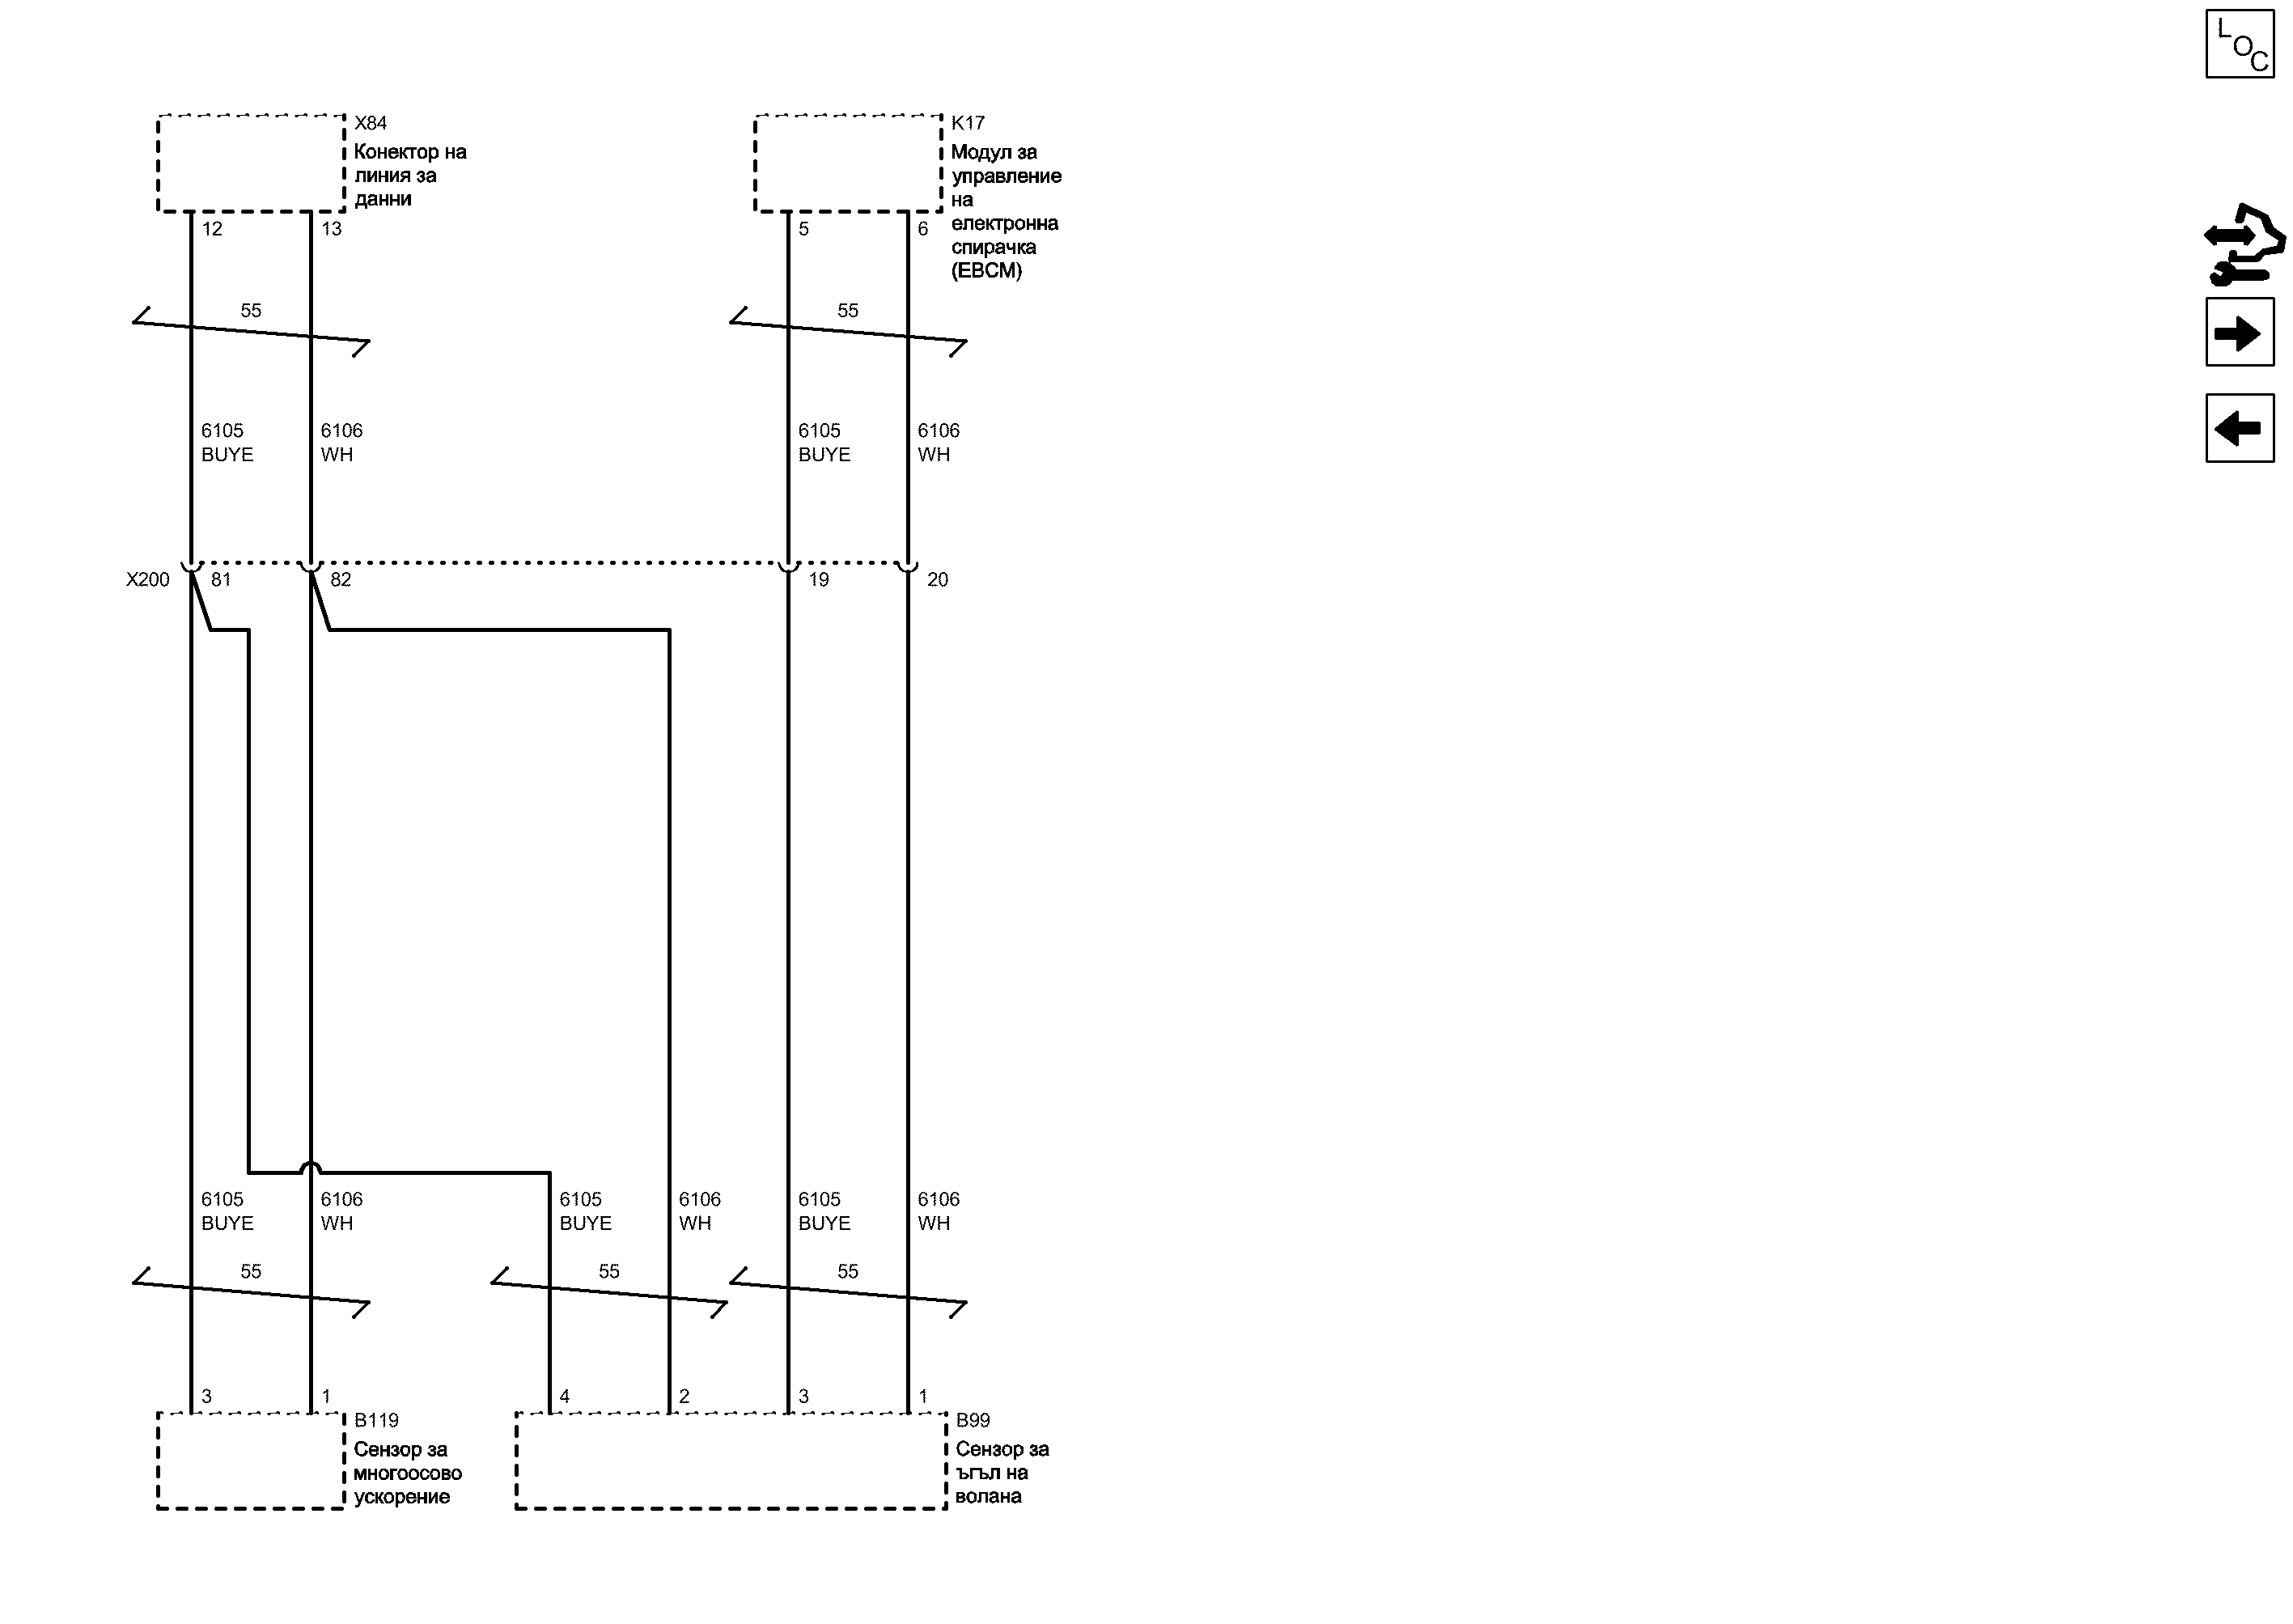 L
O
C
X84
Конектор на
линия за
данни
K17
Модул за
управление
на
електронна
спирачка
(EBCM)
12 13 5 6
55 55
6105 6106 6105 6106
BUYE WH BUYE WH
X200 81 82 19 20
6105 6106 6105 6106 6105 6106
BUYE WH BUYE WH BUYE WH
55 55 55
3 1 4 2 3 1
B119
Сензор за
многоосово
ускорение
B99
Сензор за
ъгъл на
волана